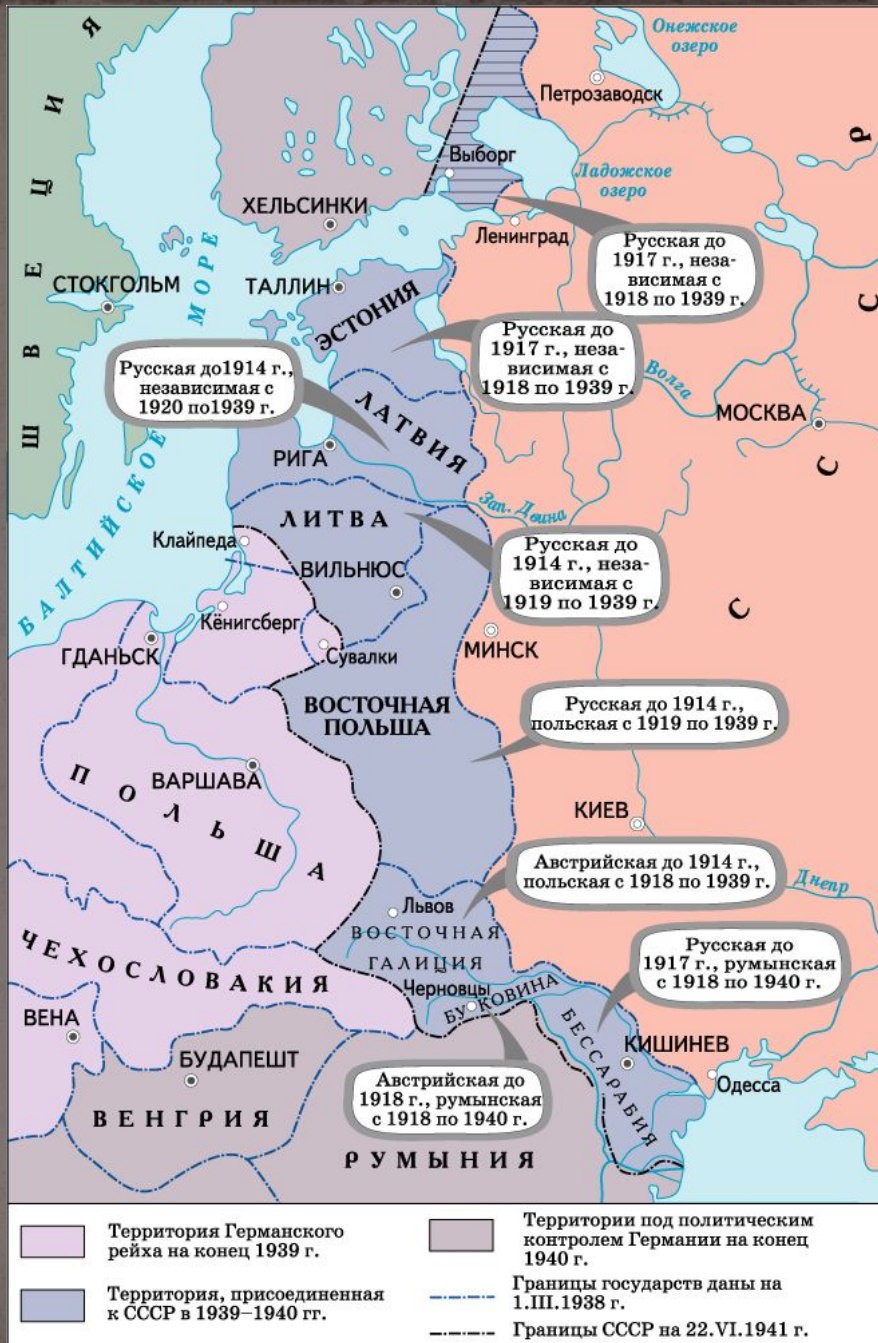 ШВЕЦИЯ
Онежское
озеро
Петрозаводск
Р
Выборг
Ладожское
озеро
ХЕЛЬСИНКИ
Ленинград
Русская до
1917 г., неза-
висимая с
1918 по 1939 г.
С
СТОКГОЛЬМ
БАЛТИЙСКОЕ МОРЕ
ТАЛЛИН
ЭСТОНИЯ
Русская до
1917 г., неза-
висимая с
1918 по 1939 г.
Русская до1914 г.,
независимая с
1920 по1939 г.
Волга
МОСКВА
ЛАТВИЯ
С
РИГА
Зап. Двина
ЛИТВА
Клайпеда
Русская до
1914 г., неза-
висимая с
1919 по 1939 г.
ВИЛЬНЮС
С
Кёнигсберг
ГДАНЬСК
Сувалки
МИНСК
ВОСТОЧНАЯ
ПОЛЬША
Русская до 1914 г.,
польская с 1919 по 1939 г.
ВАРШАВА
ПОЛЬША
КИЕВ
Австрийская до 1914 г.,
польская с 1918 по 1939 г.
Днепр
Львов
ВОСТОЧНАЯ
ГАЛИЦИЯ
ЧЕХОСЛОВАКИЯ
Русская до
1917 г., румынская
с 1918 по 1940 г.
Черновцы
БУКОВИНА
ВЕНА
БЕССАРАБИЯ
КИШИНЕВ
БУДАПЕШТ
Одесса
Австрийская до
1918 г., румынская
с 1918 по 1940 г.
ВЕНГРИЯ
РУМЫНИЯ
Территория Германского
рейха на конец 1939 г.
Территория, присоединенная
к СССР в 1939–1940 гг.
Территории под политическим
контролем Германии на конец
1940 г.
Границы государств даны на
1.III.1938 г.
Границы СССР на 22.VI.1941 г.